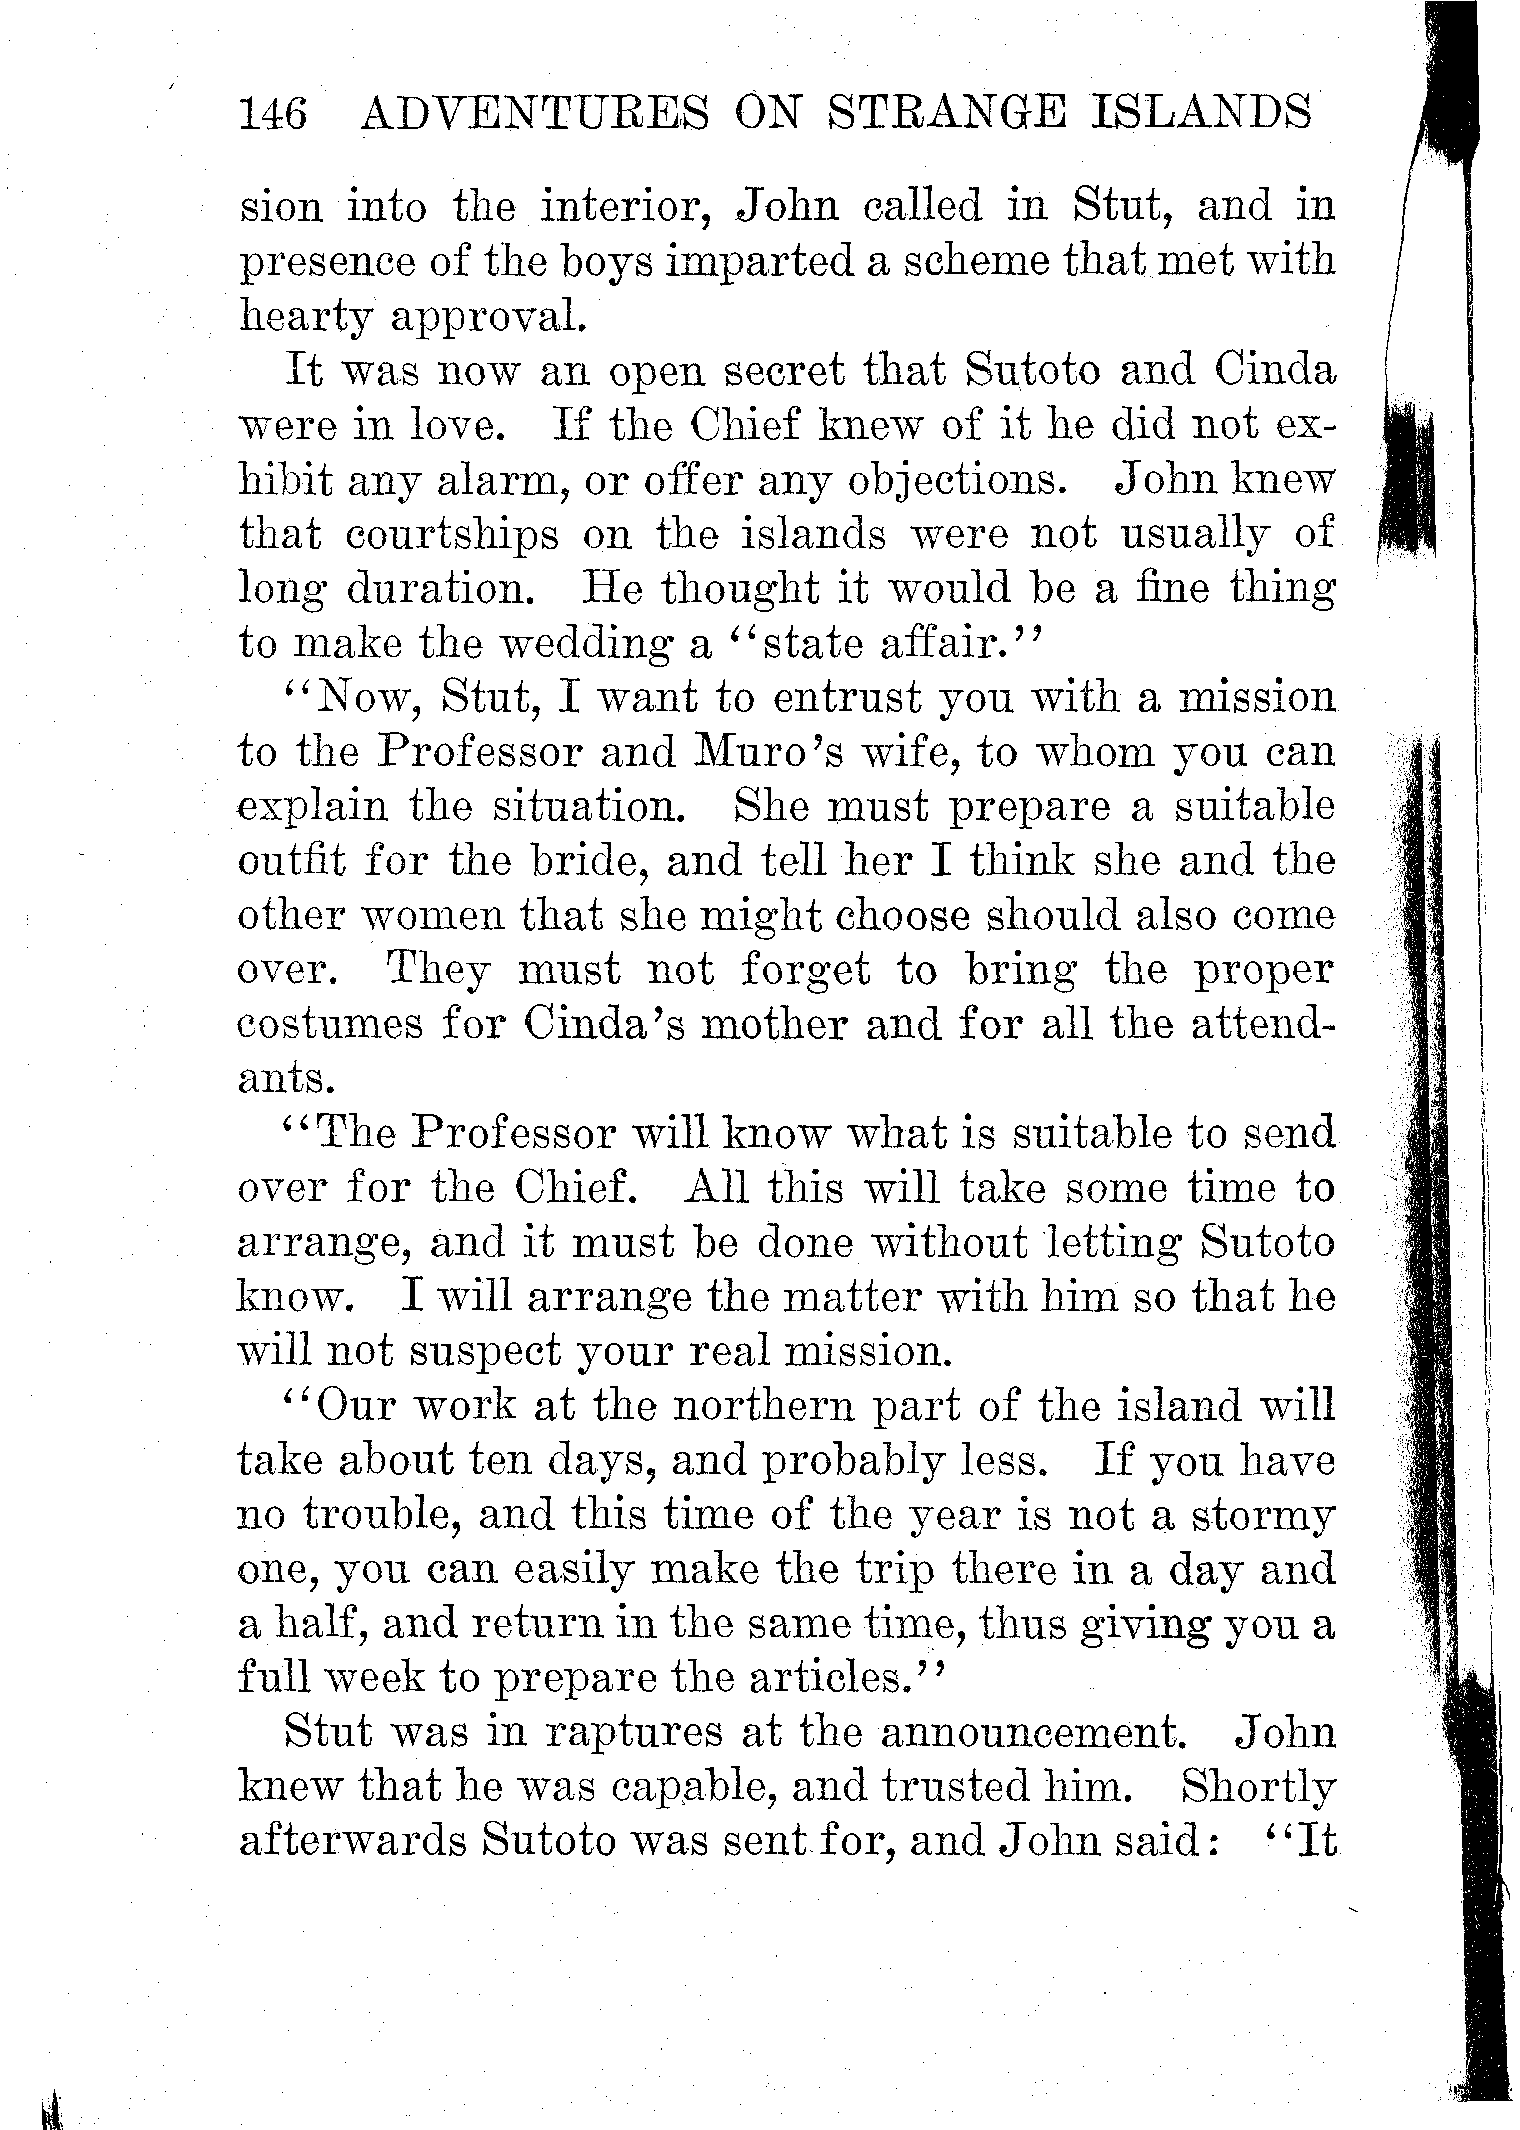 146 ADVENTURES ON STRANGE ISLANDS
sion into the interior, John called in Stut, and in
presence of the boys imparted a scheme that met with
hearty approval.
It was now an open secret that Sutoto and Cinda
were in love. If the Chief knew of it he did not ex-
hibit any alarm, or offer any objections. John knew
that courtships on the islands were not usually of
long duration. He thought it would be a fine thing
to make the wedding a “state affair.”
“Now, Stut, I want to entrust you with a mission
to the Professor and Muro’s wife, to whom you can
explain the situation. She must prepare a suitable
outfit for the bride, and tell her I think she and the
other women that she might choose should also come
over. They must not forget to bring the proper
costumes for Cinda’s mother and for all the attend-
ants.
“The Professor will know what is suitable to send
over for the Chief. All this will take some time to
arrange, and it must be done without letting Sutoto
know. I will arrange the matter with him so that he
will not suspect your real mission.
“Our work at the northern part of the island will
take about ten days, and probably less. If you have
no trouble, and this time of the year is not a stormy
one, you can easily make the trip there in a day and
a half, and return in the same time, thus giving you a
full week to prepare the articles.”
Stut was in raptures at the announcement. John
knew that he was capable, and trusted him. Shortly
afterwards Sutoto was sent for, and John said: “It